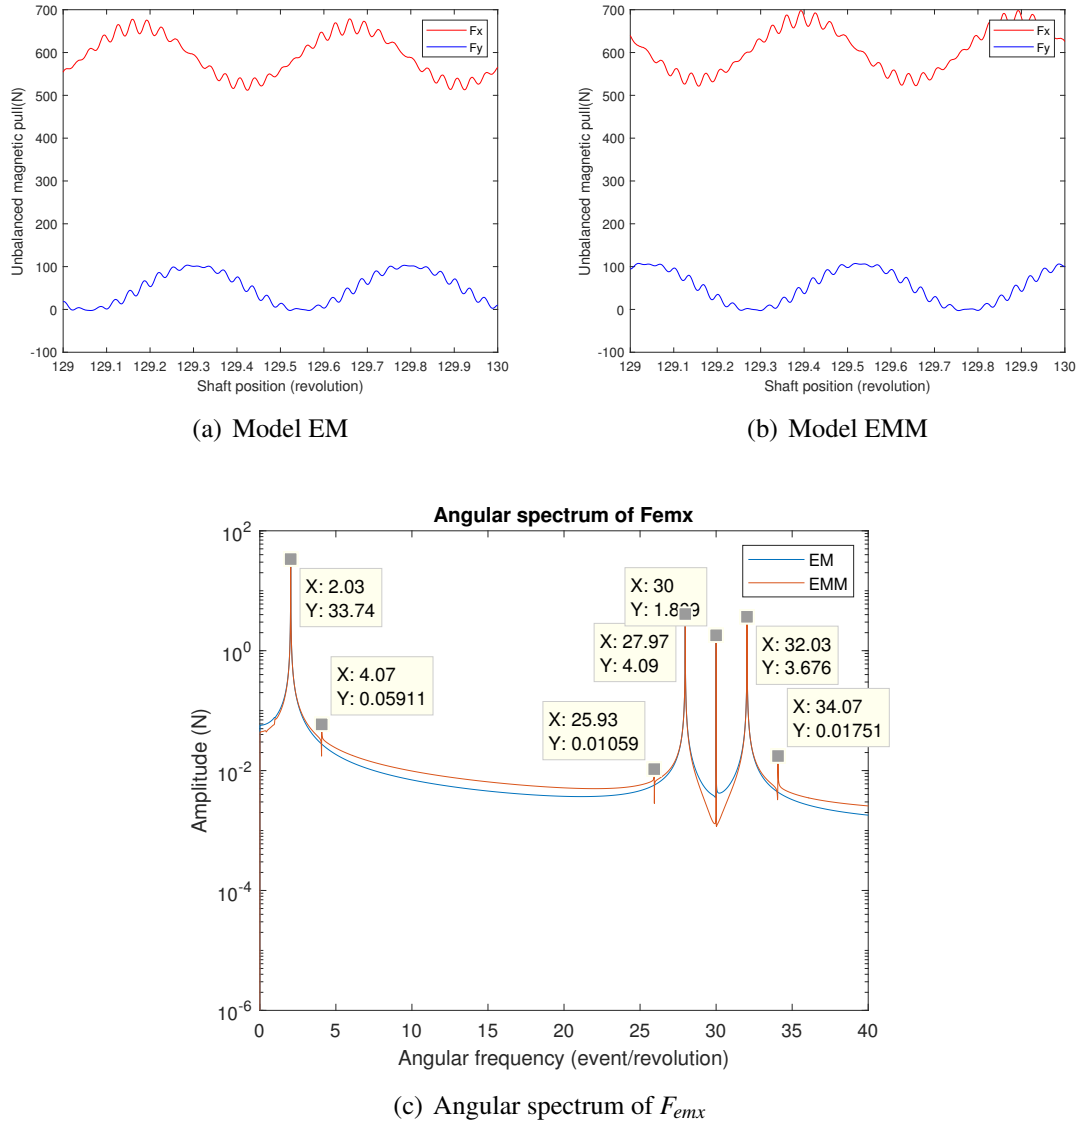 700
600
500
400
300
200
100
0
-100
Unbalanced magnetic pull(N)
Fx
Fy
129 129.1 129.2 129.3 129.4 129.5 129.6 129.7 129.8 129.9 130
Shaft position (revolution)
(a) Model EM
700
600
500
400
300
200
100
0
-100
Unbalanced magnetic pull(N)
Fx
Fy
129 129.1 129.2 129.3 129.4 129.5 129.6 129.7 129.8 129.9 130
Shaft position (revolution)
(b) Model EMM
Angular spectrum of Femx
10^2
10^0
10^-2
10^-4
10^-6
Amplitude (N)
EM
EMM
X: 2.03
Y: 33.74
X: 4.07
Y: 0.05911
X: 25.93
Y: 0.01059
X: 27.97
Y: 4.09
X: 30
X: 32.03
Y: 3.676
X: 34.07
Y: 0.01751
0 5 10 15 20 25 30 35 40
Angular frequency (event/revolution)
(c) Angular spectrum of Femx